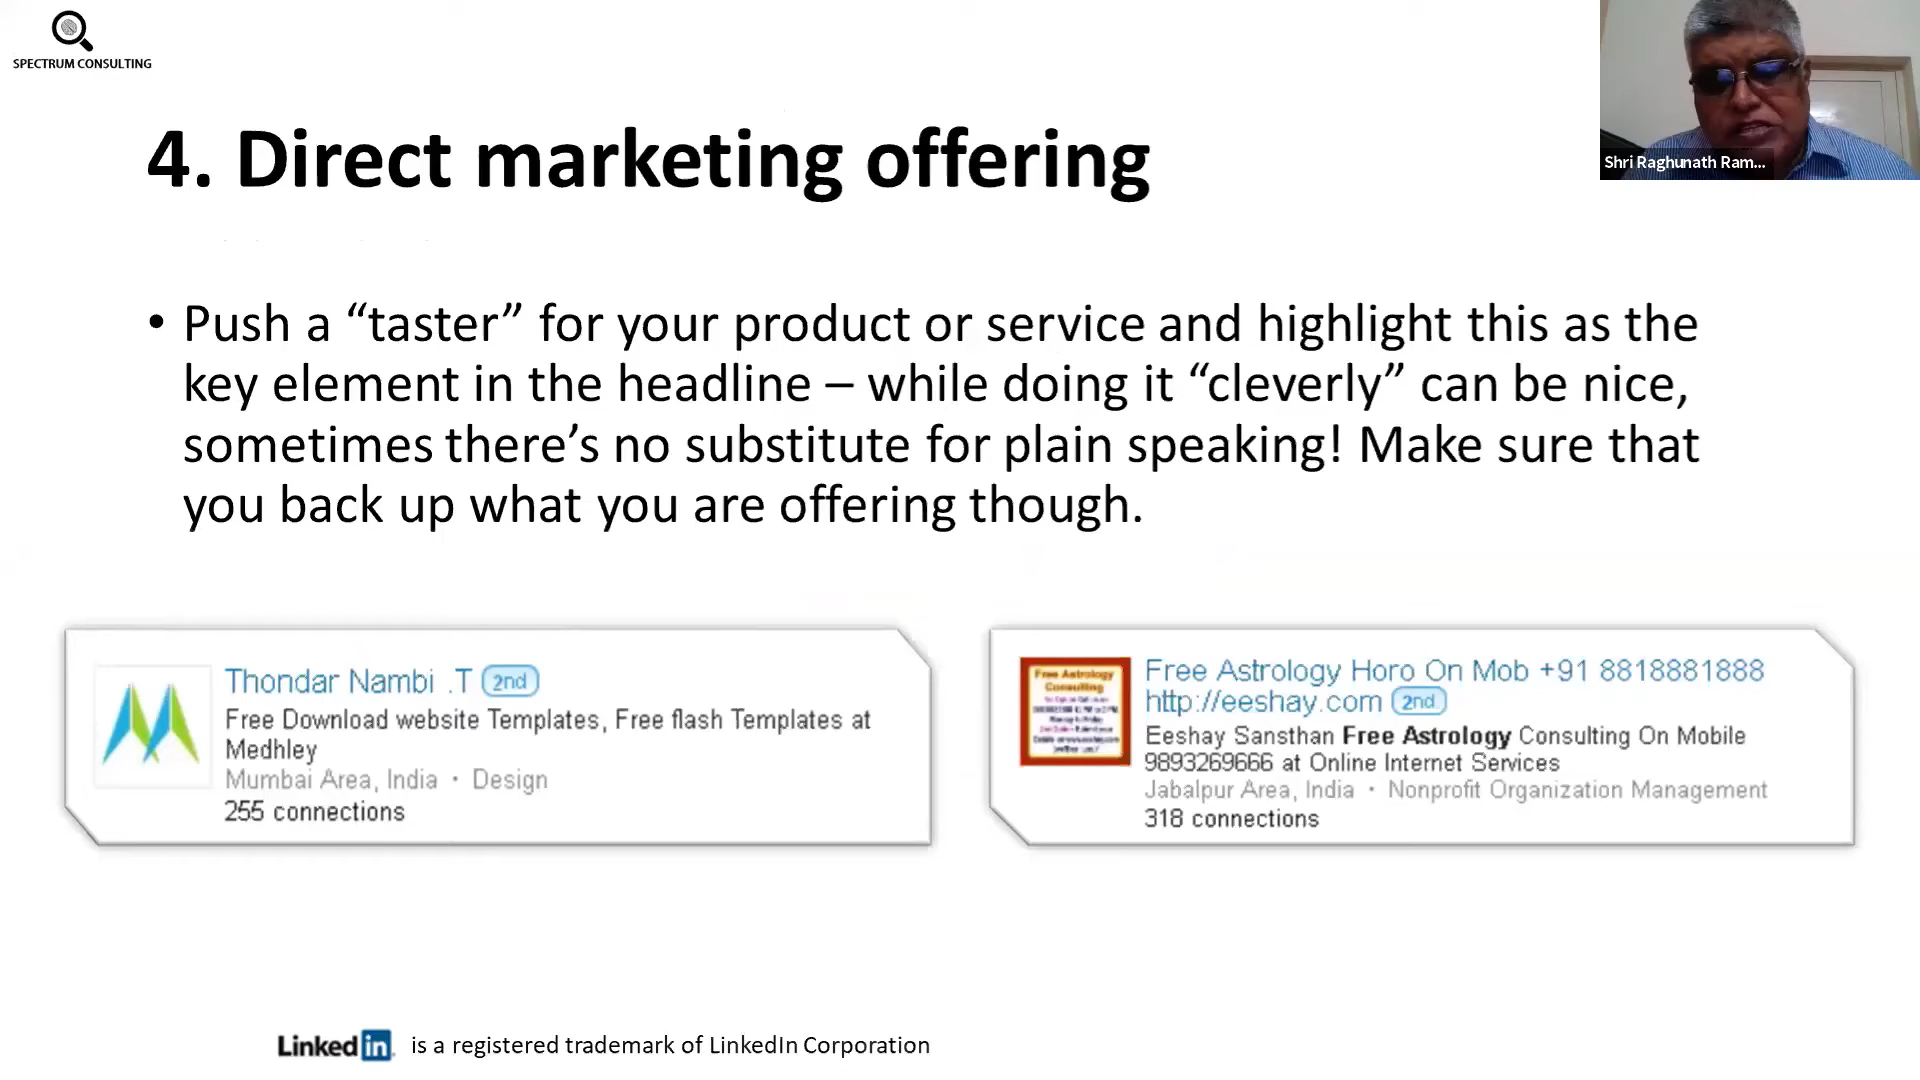 SPECTRUM CONSULTING
Shri Raghunath Ram...
4. Direct marketing offering
• Push a “taster” for your product or service and highlight this as the
key element in the headline – while doing it “cleverly” can be nice,
sometimes there’s no substitute for plain speaking! Make sure that
you back up what you are offering though.
Thondar Nambi .T 2nd
Free Download website Templates, Free flash Templates at
Medhley
Mumbai Area, India • Design
255 connections
Free Astrology
Consulting
Free Astrology Horo On Mob +91 8818881888
http://eeshay.com 2nd
Eeshay Sansthan Free Astrology Consulting On Mobile
9893269666 at Online Internet Services
Jabalpur Area, India • Nonprofit Organization Management
318 connections
Linked in is a registered trademark of LinkedIn Corporation